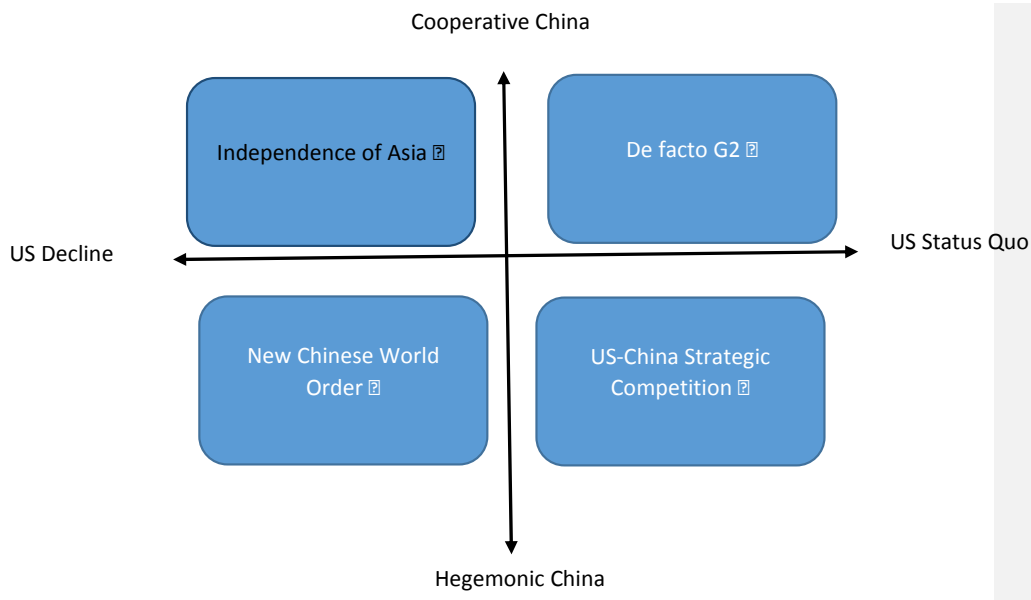 Cooperative China
Independence of Asia ⍰
De facto G2 ⍰
US Decline
US Status Quo
New Chinese World
Order ⍰
US-China Strategic
Competition ⍰
Hegemonic China